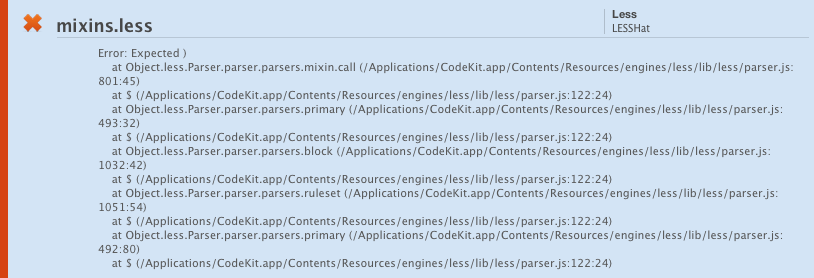 mixins.less
Less
LESSHat
Error: Expected )
at Object.less.Parser.parser.parsers.mixin.call (/Applications/CodeKit.app/Contents/Resources/engines/less/lib/less/parser.js:
801:45)
at $ (/Applications/CodeKit.app/Contents/Resources/engines/less/lib/less/parser.js:122:24)
at Object.less.Parser.parser.parsers.primary (/Applications/CodeKit.app/Contents/Resources/engines/less/lib/less/parser.js:
493:32)
at $ (/Applications/CodeKit.app/Contents/Resources/engines/less/lib/less/parser.js:122:24)
at Object.less.Parser.parser.parsers.block (/Applications/CodeKit.app/Contents/Resources/engines/less/lib/less/parser.js:
1032:42)
at $ (/Applications/CodeKit.app/Contents/Resources/engines/less/lib/less/parser.js:122:24)
at Object.less.Parser.parser.parsers.ruleset (/Applications/CodeKit.app/Contents/Resources/engines/less/lib/less/parser.js:
1051:54)
at $ (/Applications/CodeKit.app/Contents/Resources/engines/less/lib/less/parser.js:122:24)
at Object.less.Parser.parser.parsers.primary (/Applications/CodeKit.app/Contents/Resources/engines/less/lib/less/parser.js:
492:80)
at $ (/Applications/CodeKit.app/Contents/Resources/engines/less/lib/less/parser.js:122:24)